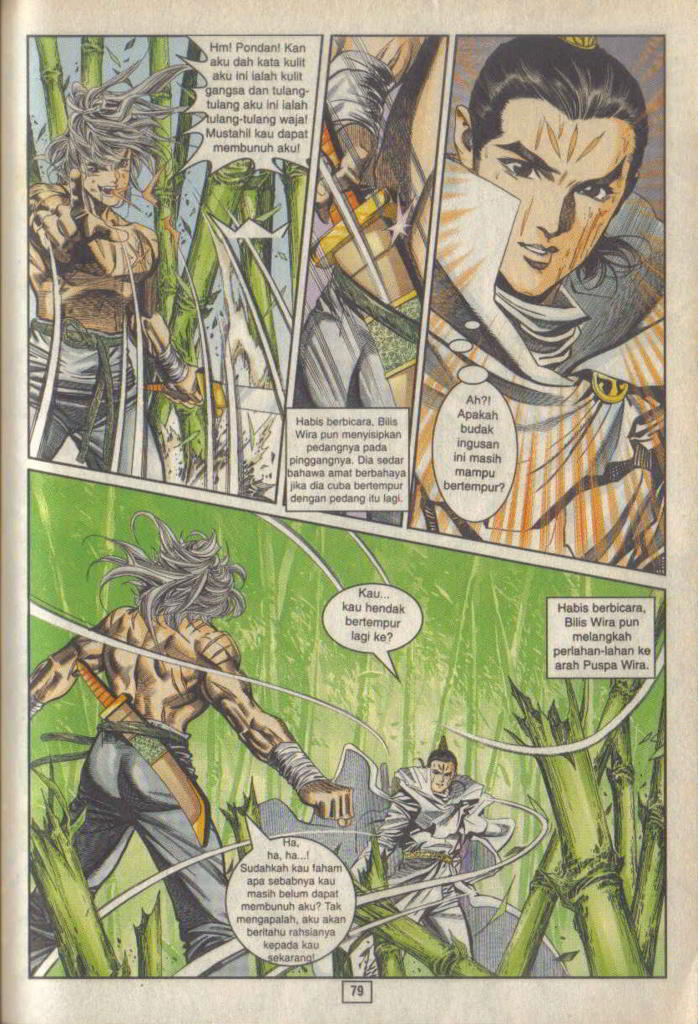 Hm! Pondan! Kan
aku dah kata kulit
aku ini ialah kulit
gangsa dan tulang-
tulang aku ini ialah
tulang-tulang waja!
Mustahil kau dapat
membunuh aku!
Habis berbicara, Bilis
Wira pun menyisipkan
pedangnya pada
pinggangnya. Dia sedar
bahawa amat berbahaya
jika dia cuba bertempur
dengan pedang itu lagi.
Ah?!
Apakah
budak
ingusan
ini masih
mampu
bertempur?
Kau...
kau hendak
bertempur
lagi ke?
Habis berbicara,
Bilis Wira pun
melangkah
perlahan-lahan ke
arah Puspa Wira.
Ha,
ha, ha...!
Sudahkah kau faham
apa sebabnya kau
masih belum dapat
membunuh aku? Tak
mengapalah, aku akan
beritahu rahsianya
kepada kau
sekarang!
79